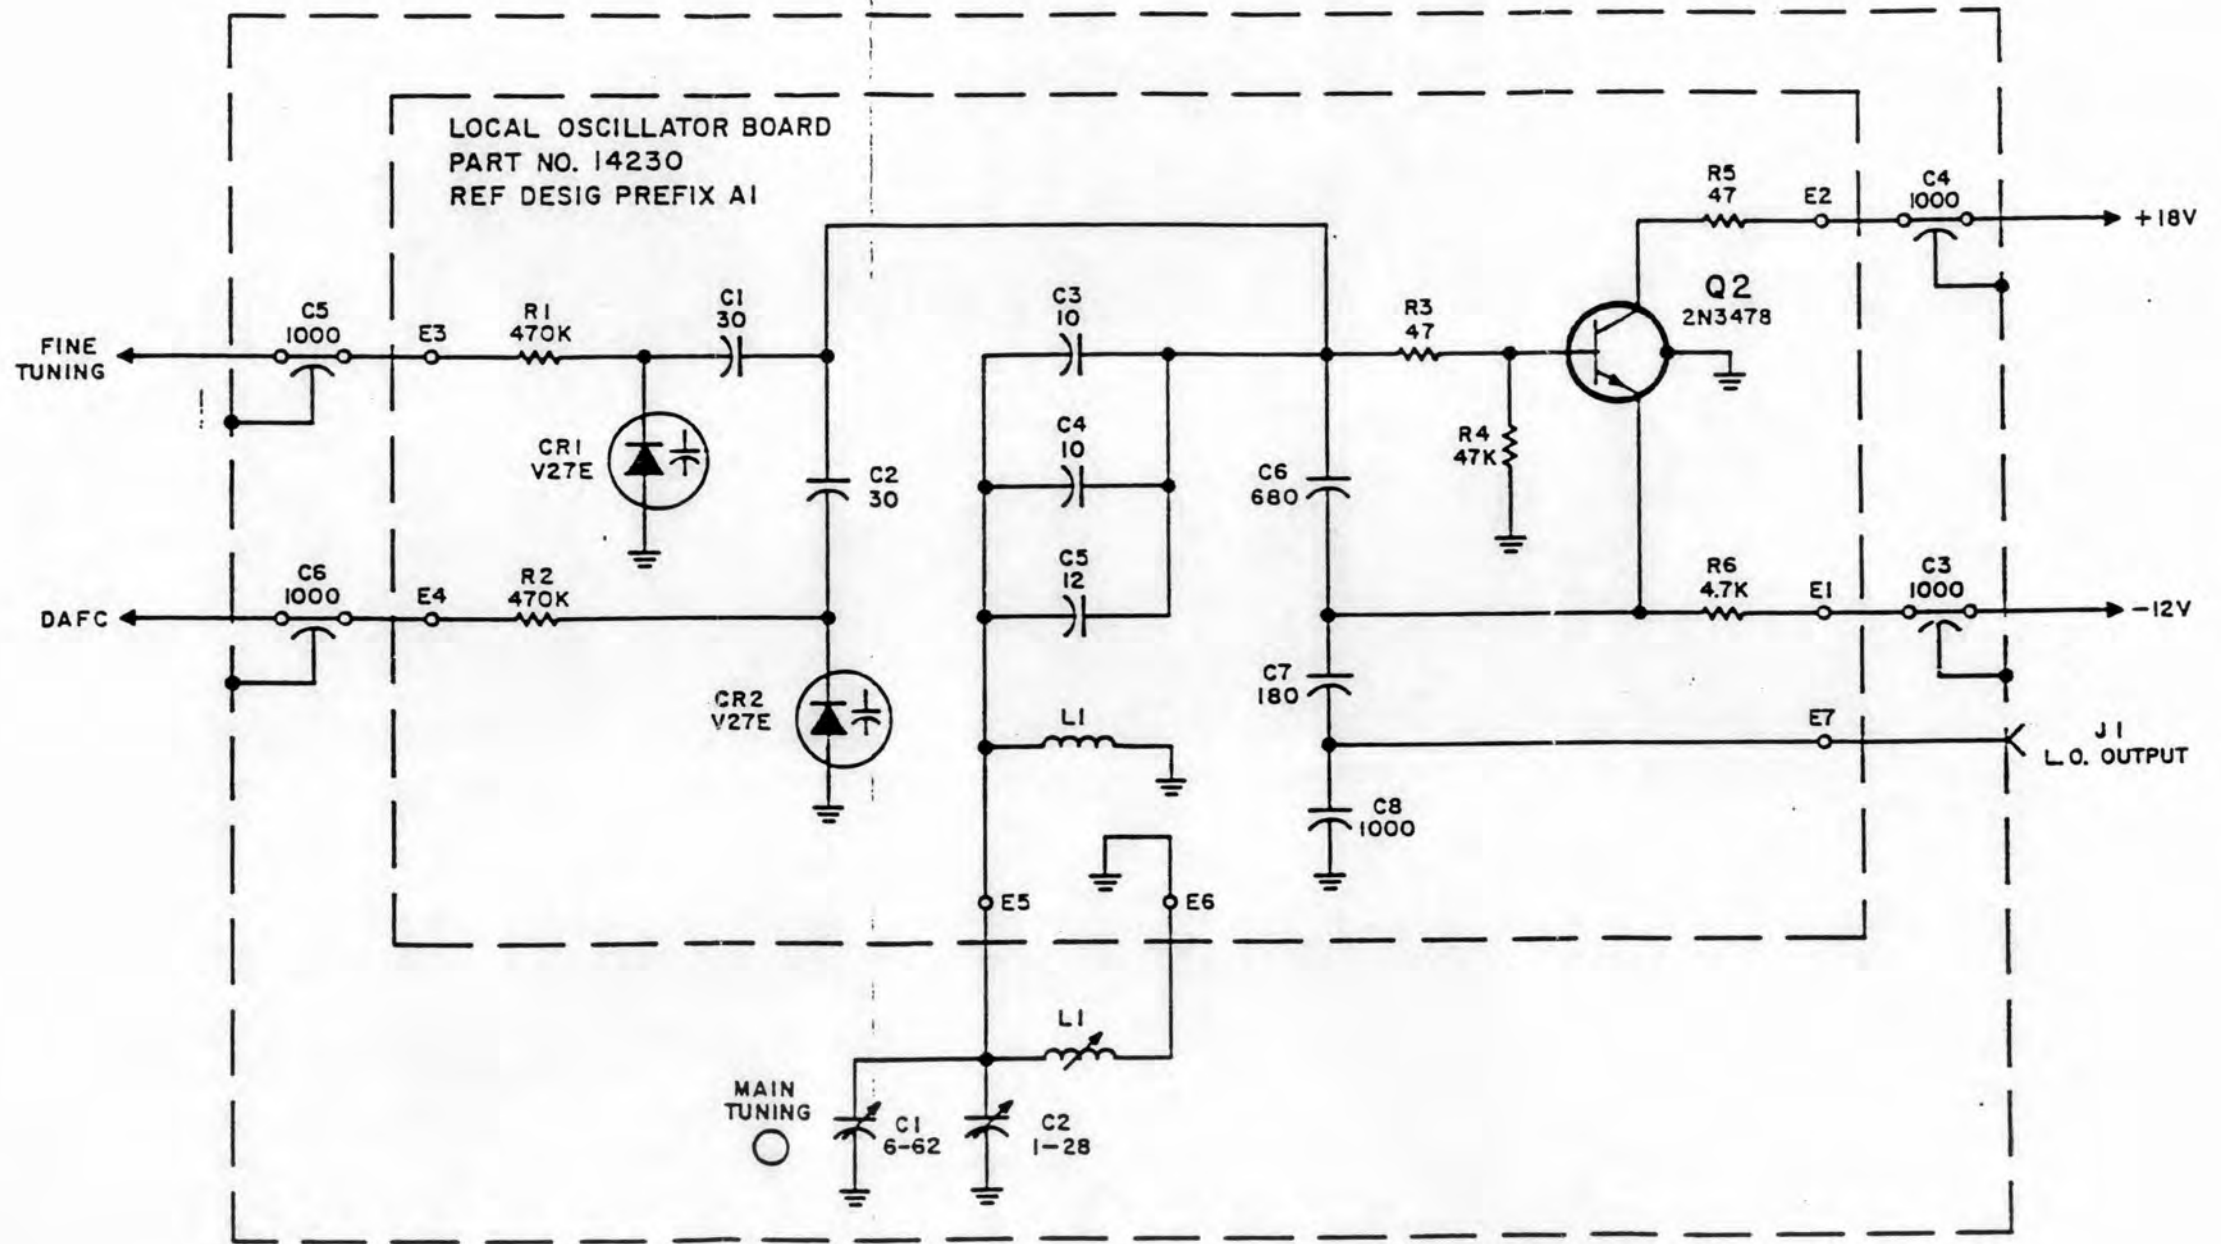 LOCAL OSCILLATOR BOARD
PART NO. 14230
REF DESIG PREFIX A1
R5
47
E2
C4
1000
+18V
Q2
2N3478
C5
1000
E3
R1
470K
C1
30
C3
10
R3
47
FINE
TUNING
CR1
V27E
C2
30
C4
10
C6
680
R4
47K
C6
1000
E4
R2
470K
C5
12
R6
4.7K
E1
C3
1000
DAFC
-12V
CR2
V27E
L1
C7
180
E7
J1
L.O. OUTPUT
C8
1000
E5
E6
L1
MAIN
TUNING
C1
6-62
C2
1-28